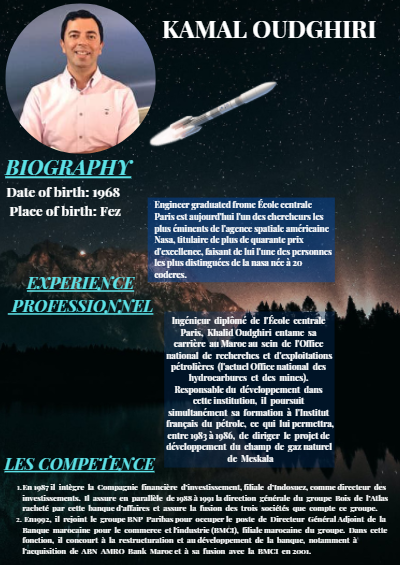 KAMAL OUDGHIRI
BIOGRAPHY
Date of birth: 1968
Place of birth: Fez
Engineer graduated frome École centrale
Paris est aujourd'hui l'un des chercheurs les
plus éminents de l'agence spatiale américaine
Nasa, titulaire de plus de quarante prix
d'excellence, faisant de lui l'une des personnes
les plus distinguées de la nasa née à 20
coderes.
EXPERIENCE
PROFESSIONNEL
Ingénieur diplômé de l'École centrale
Paris, Khalid Oudghiri entame sa
carrière au Maroc au sein de l'Office
national de recherches et d'exploitations
pétrolières (l'actuel Office national des
hydrocarbures et des mines).
Responsable du développement dans
cette institution, il poursuit
simultanément sa formation à l'Institut
français du pétrole, ce qui lui permettra,
entre 1983 à 1986, de diriger le projet de
développement du champ de gaz naturel
de Meskala
LES COMPETENCE
1. En 1987 il intègre la Compagnie financière d'investissement, filiale d'Indosuez, comme directeur des
investissements. Il assure en parallèle de 1988 à 1991 la direction générale du groupe Bois de l'Atlas
racheté par cette banque d'affaires et assure la fusion des trois sociétés que compte ce groupe.
2. En1992, il rejoint le groupe BNP Paribas pour occuper le poste de Directeur Général Adjoint de la
Banque marocaine pour le commerce et l'industrie (BMCI), filiale marocaine du groupe. Dans cette
fonction, il concourt à la restructuration et au développement de la banque, notamment à
l'acquisition de ABN AMRO Bank Maroc et à sa fusion avec la BMCI en 2001.